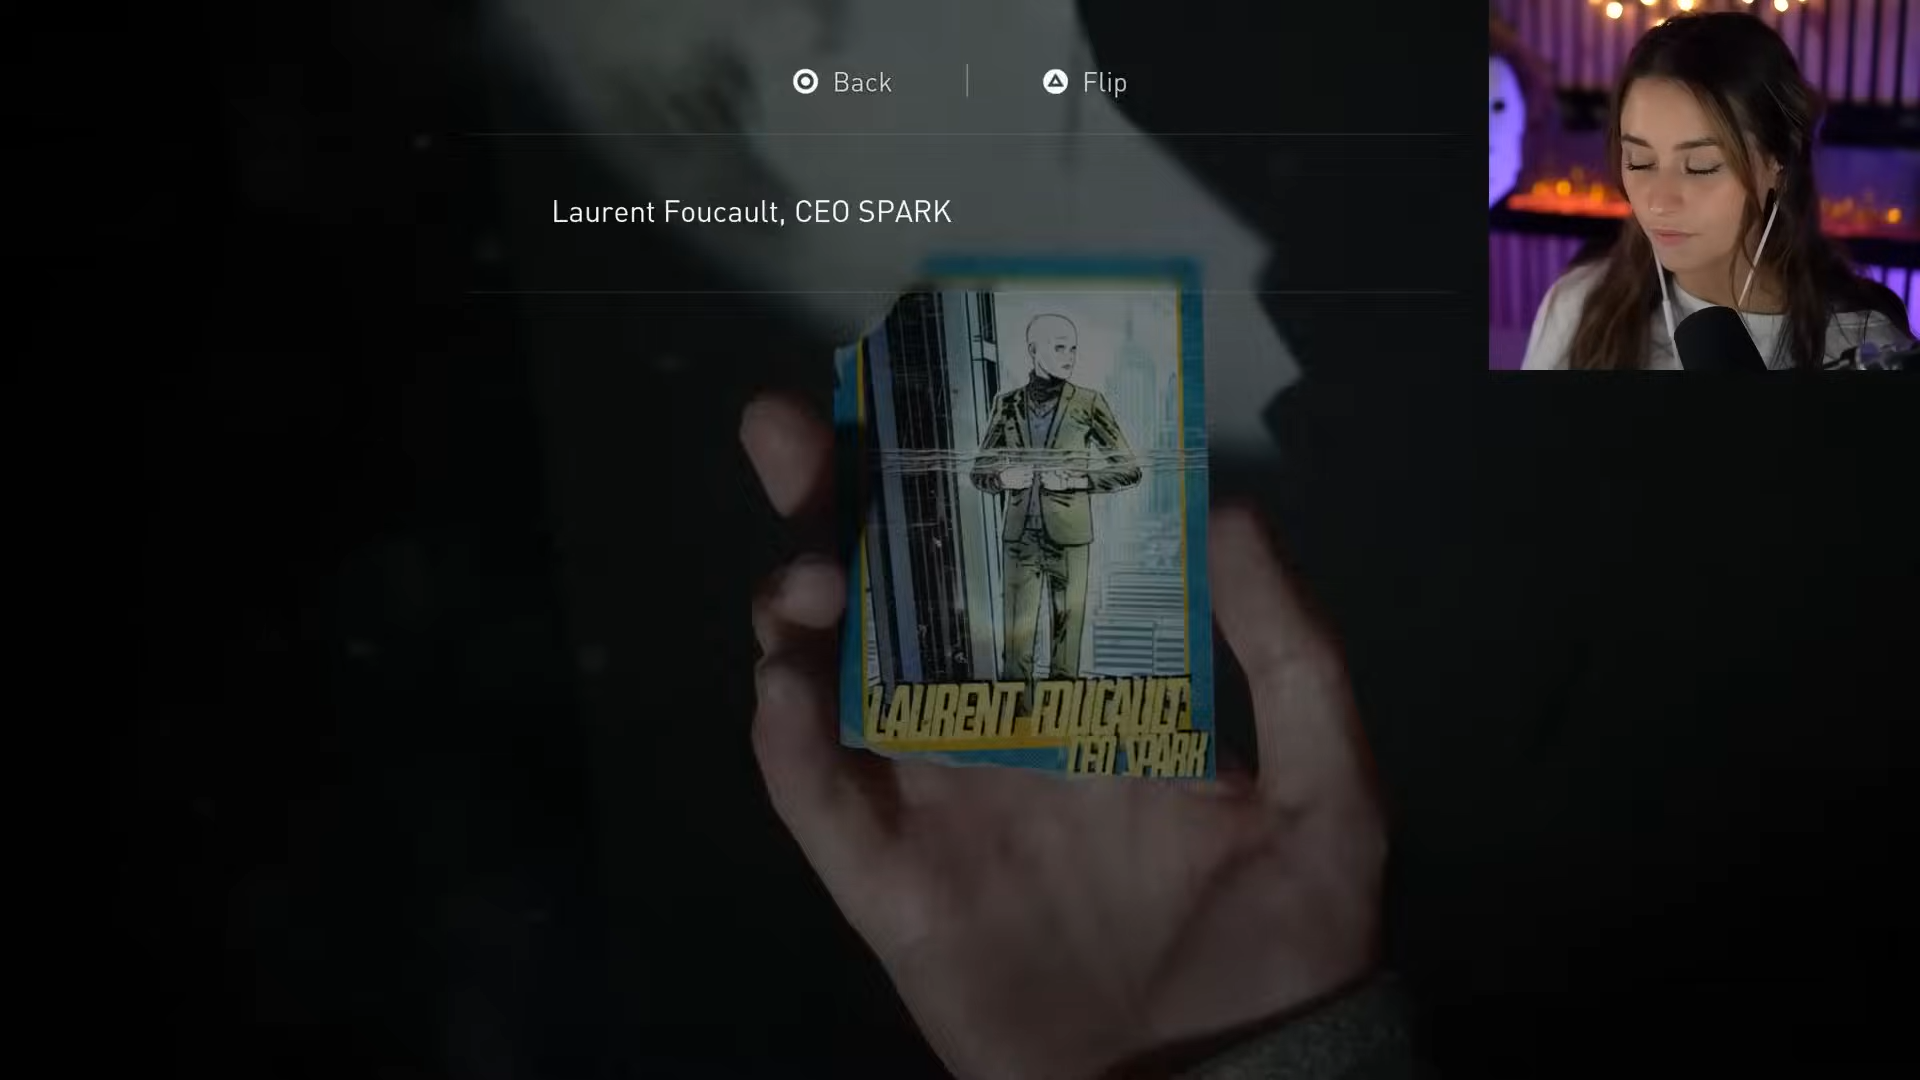 Back
Flip
Laurent Foucault, CEO SPARK
LAURENT FOUCAULT:
CEO SPARK